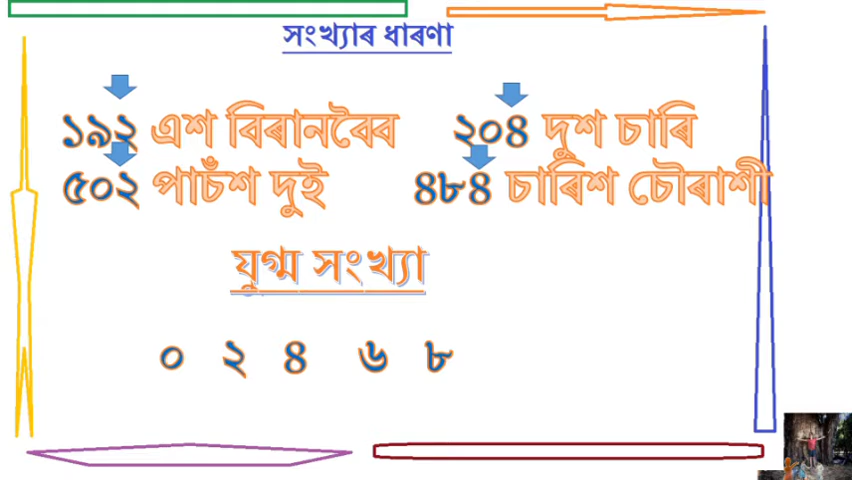 সংখ্যাৰ ধাৰণা
১৯২ এশ বিৰানবৈব ২০৪ দুশ চাৰি
৫০২ পাচঁশ দুই ৪৮৪ চাৰিশ চৌৰাশী
যুগ্ম সংখ্যা
০ ২ ৪ ৬ ৮